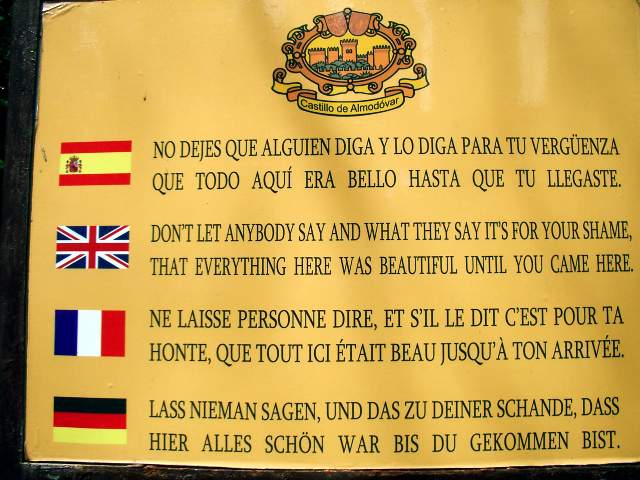 Castillo de Almodóvar
NO DEJES QUE ALGUIEN DIGA Y LO DIGA PARA TU VERGÜENZA
QUE TODO AQUÍ ERA BELLO HASTA QUE TU LLEGASTE.
DON'T LET ANYBODY SAY AND WHAT THEY SAY IT'S FOR YOUR SHAME,
THAT EVERYTHING HERE WAS BEAUTIFUL UNTIL YOU CAME HERE.
NE LAISSE PERSONNE DIRE, ET S'IL LE DIT C'EST POUR TA
HONTE, QUE TOUT ICI ÉTAIT BEAU JUSQU'À TON ARRIVÉE.
LASS NIEMAN SAGEN, UND DAS ZU DEINER SCHANDE, DASS
HIER ALLES SCHÖN WAR BIS DU GEKOMMEN BIST.